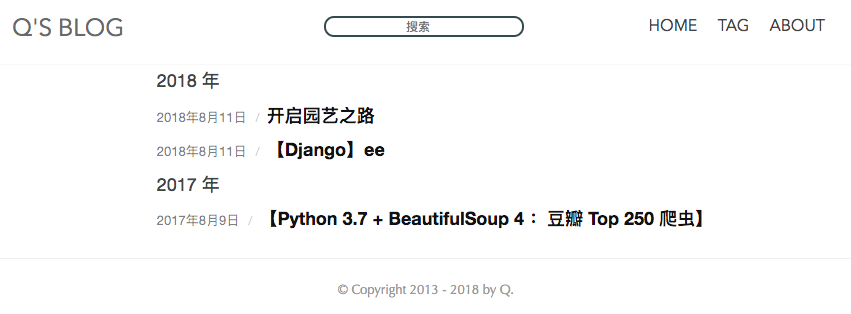 Q'S BLOG 搜索 HOME TAG ABOUT
2018 年
2018年8月11日 / 开启园艺之路
2018年8月11日 / 【Django】ee
2017 年
2017年8月9日 / 【Python 3.7 + BeautifulSoup 4： 豆瓣 Top 250 爬虫】
© Copyright 2013 - 2018 by Q.